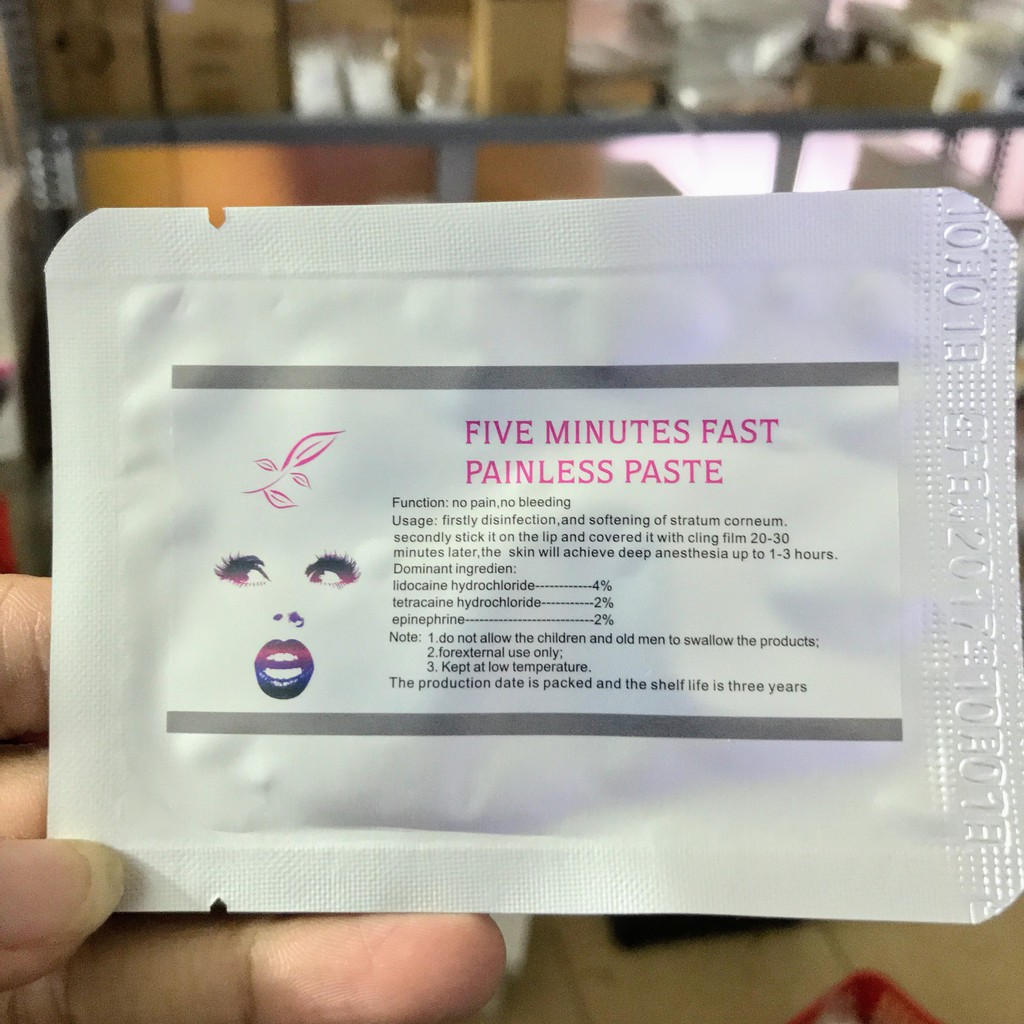 FIVE MINUTES FAST
PAINLESS PASTE
Function: no pain,no bleeding
Usage: firstly disinfection,and softening of stratum corneum.
secondly stick it on the lip and covered it with cling film 20-30
minutes later,the skin will achieve deep anesthesia up to 1-3 hours.
Dominant ingredien:
lidocaine hydrochloride------------4%
tetracaine hydrochloride-----------2%
epinephrine---------------------------2%
Note: 1.do not allow the children and old men to swallow the products;
2.forexternal use only;
3. Kept at low temperature.
The production date is packed and the shelf life is three years